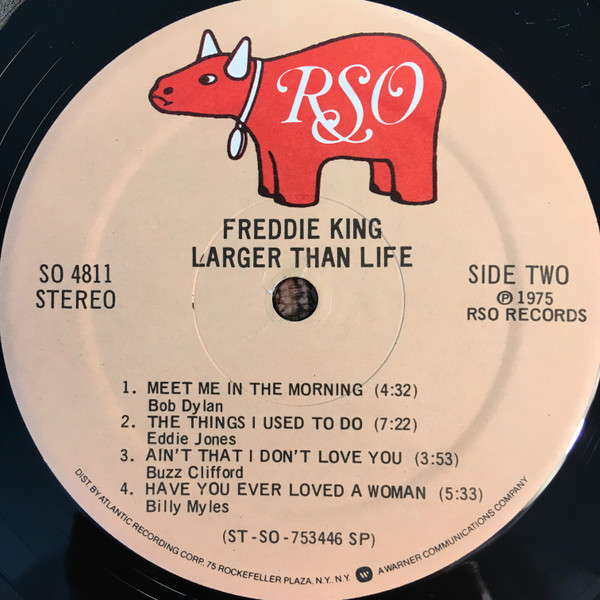 RSO
FREDDIE KING
LARGER THAN LIFE
SO 4811
STEREO
SIDE TWO
℗ 1975
RSO RECORDS
1. MEET ME IN THE MORNING (4:32)
Bob Dylan
2. THE THINGS I USED TO DO (7:22)
Eddie Jones
3. AIN'T THAT I DON'T LOVE YOU (3:53)
Buzz Clifford
4. HAVE YOU EVER LOVED A WOMAN (5:33)
Billy Myles
(ST-SO-753446 SP)
DIST. BY ATLANTIC RECORDING CORP. 75 ROCKEFELLER PLAZA, N.Y., N.Y. W A WARNER COMMUNICATIONS COMPANY